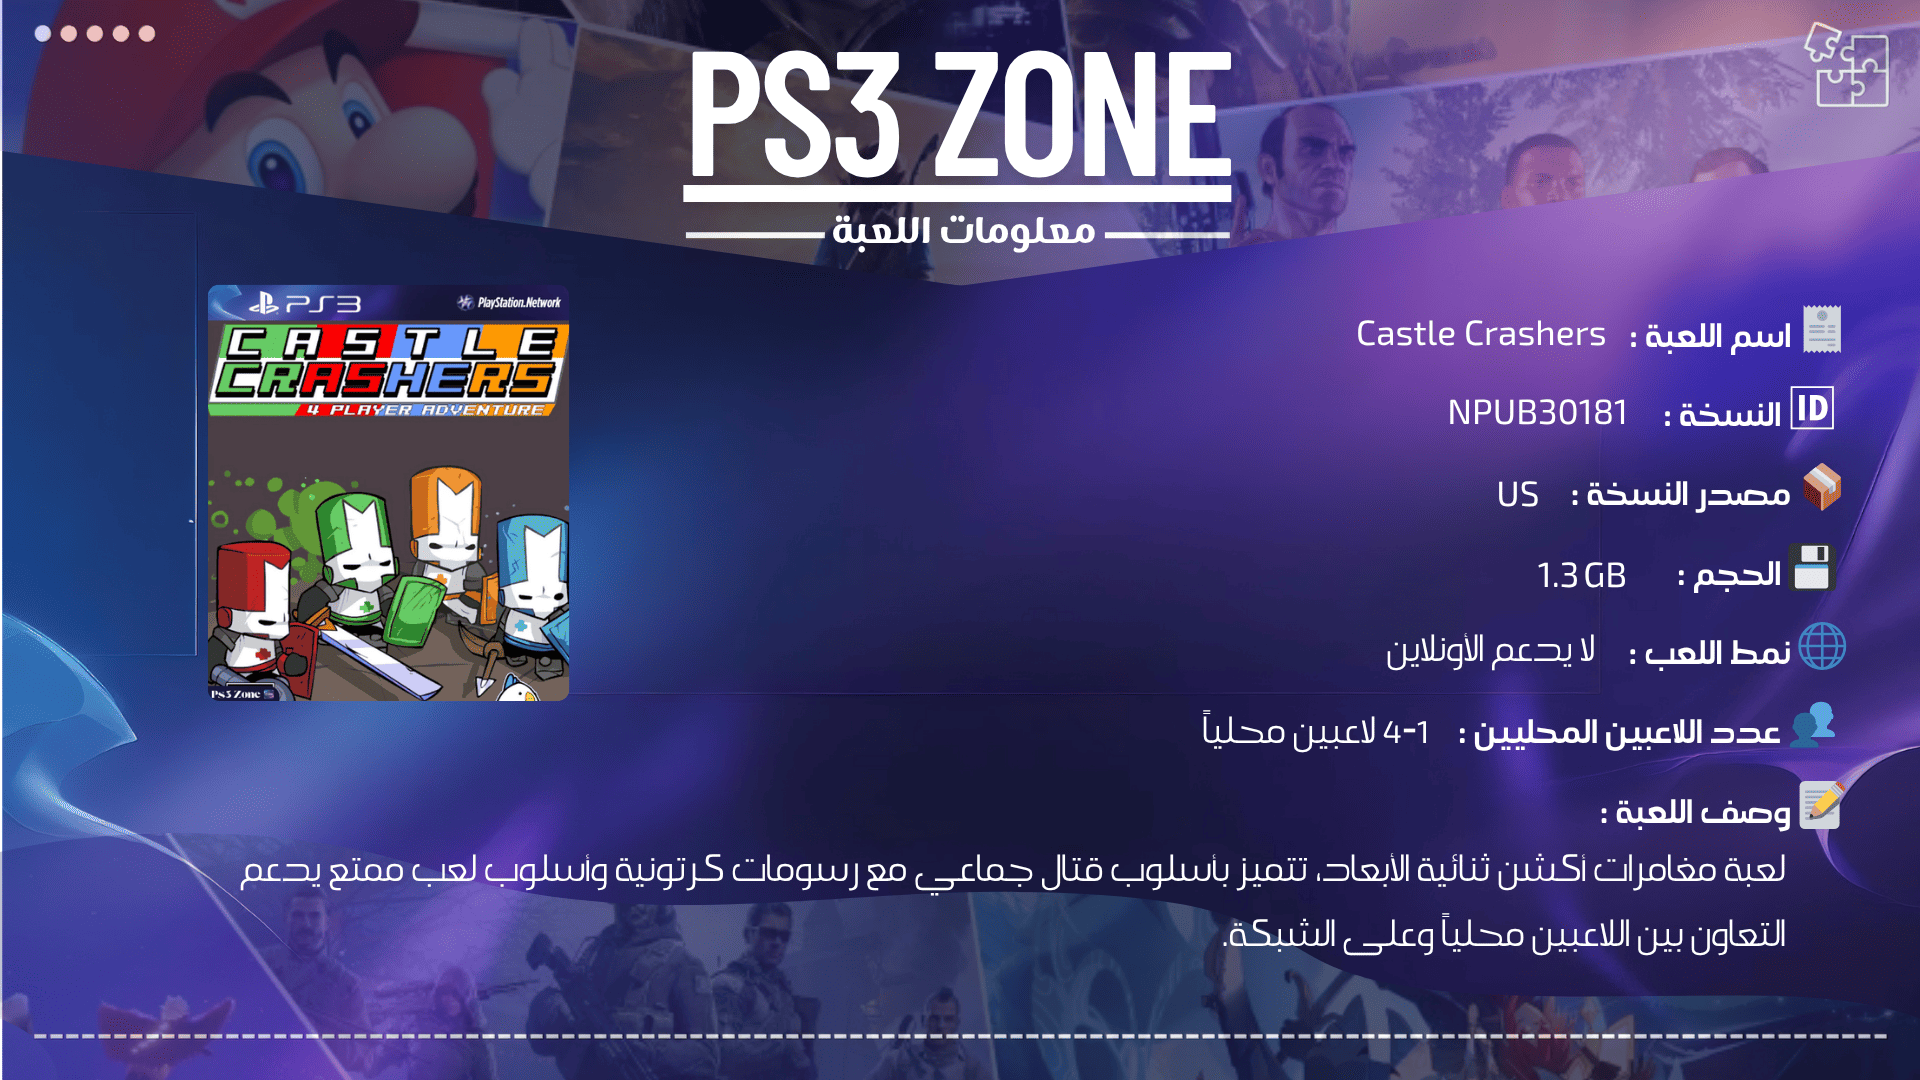 PS3 ZONE
معلومات اللعبة
PS3 PlayStation.Network
CASTLE
CRASHERS
4 PLAYER ADVENTURE
Ps3 Zone
اسم اللعبة : Castle Crashers
ID النسخة : NPUB30181
مصدر النسخة : US
الحجم : 1.3 GB
نمط اللعب : لا يدعم الأونلاين
عدد اللاعبين المحليين : 1-4 لاعبين محلياً
وصف اللعبة :
لعبة مغامرات أكشن ثنائية الأبعاد، تتميز بأسلوب قتال جماعي مع رسومات كرتونية وأسلوب لعب ممتع يدعم
التعاون بين اللاعبين محلياً وعلى الشبكة.